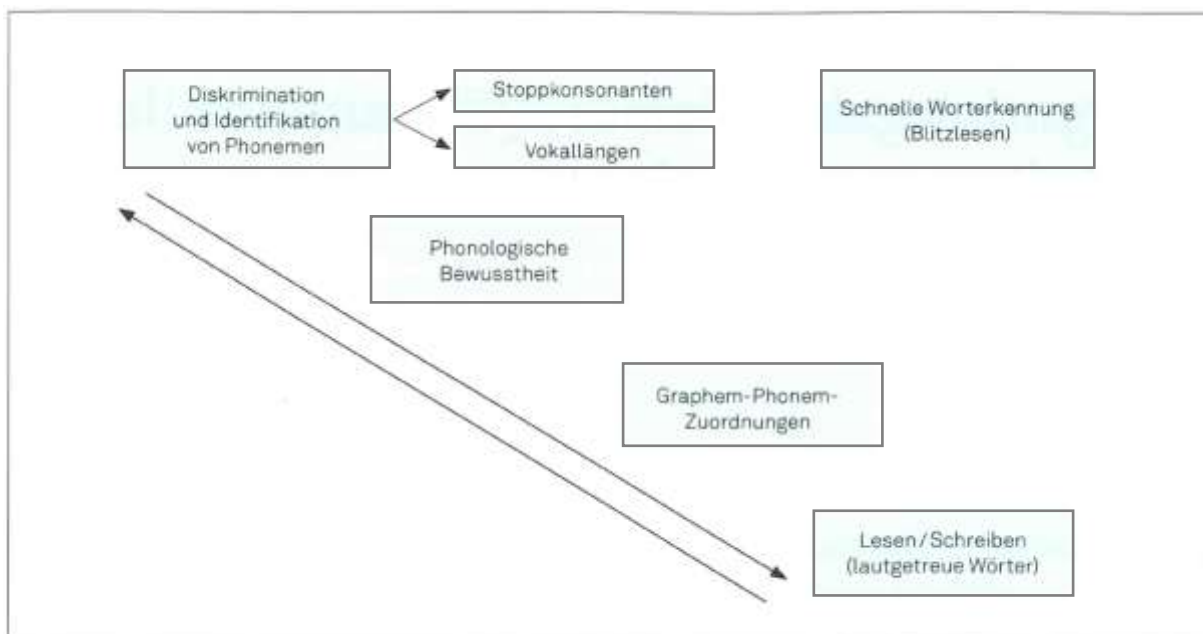 Diskrimination
und Identifikation
von Phonemen
Stoppkonsonanten
Vokallängen
Schnelle Worterkennung
(Blitzlesen)
Phonologische
Bewusstheit
Graphem-Phonem-
Zuordnungen
Lesen/Schreiben
(lautgetreue Wörter)